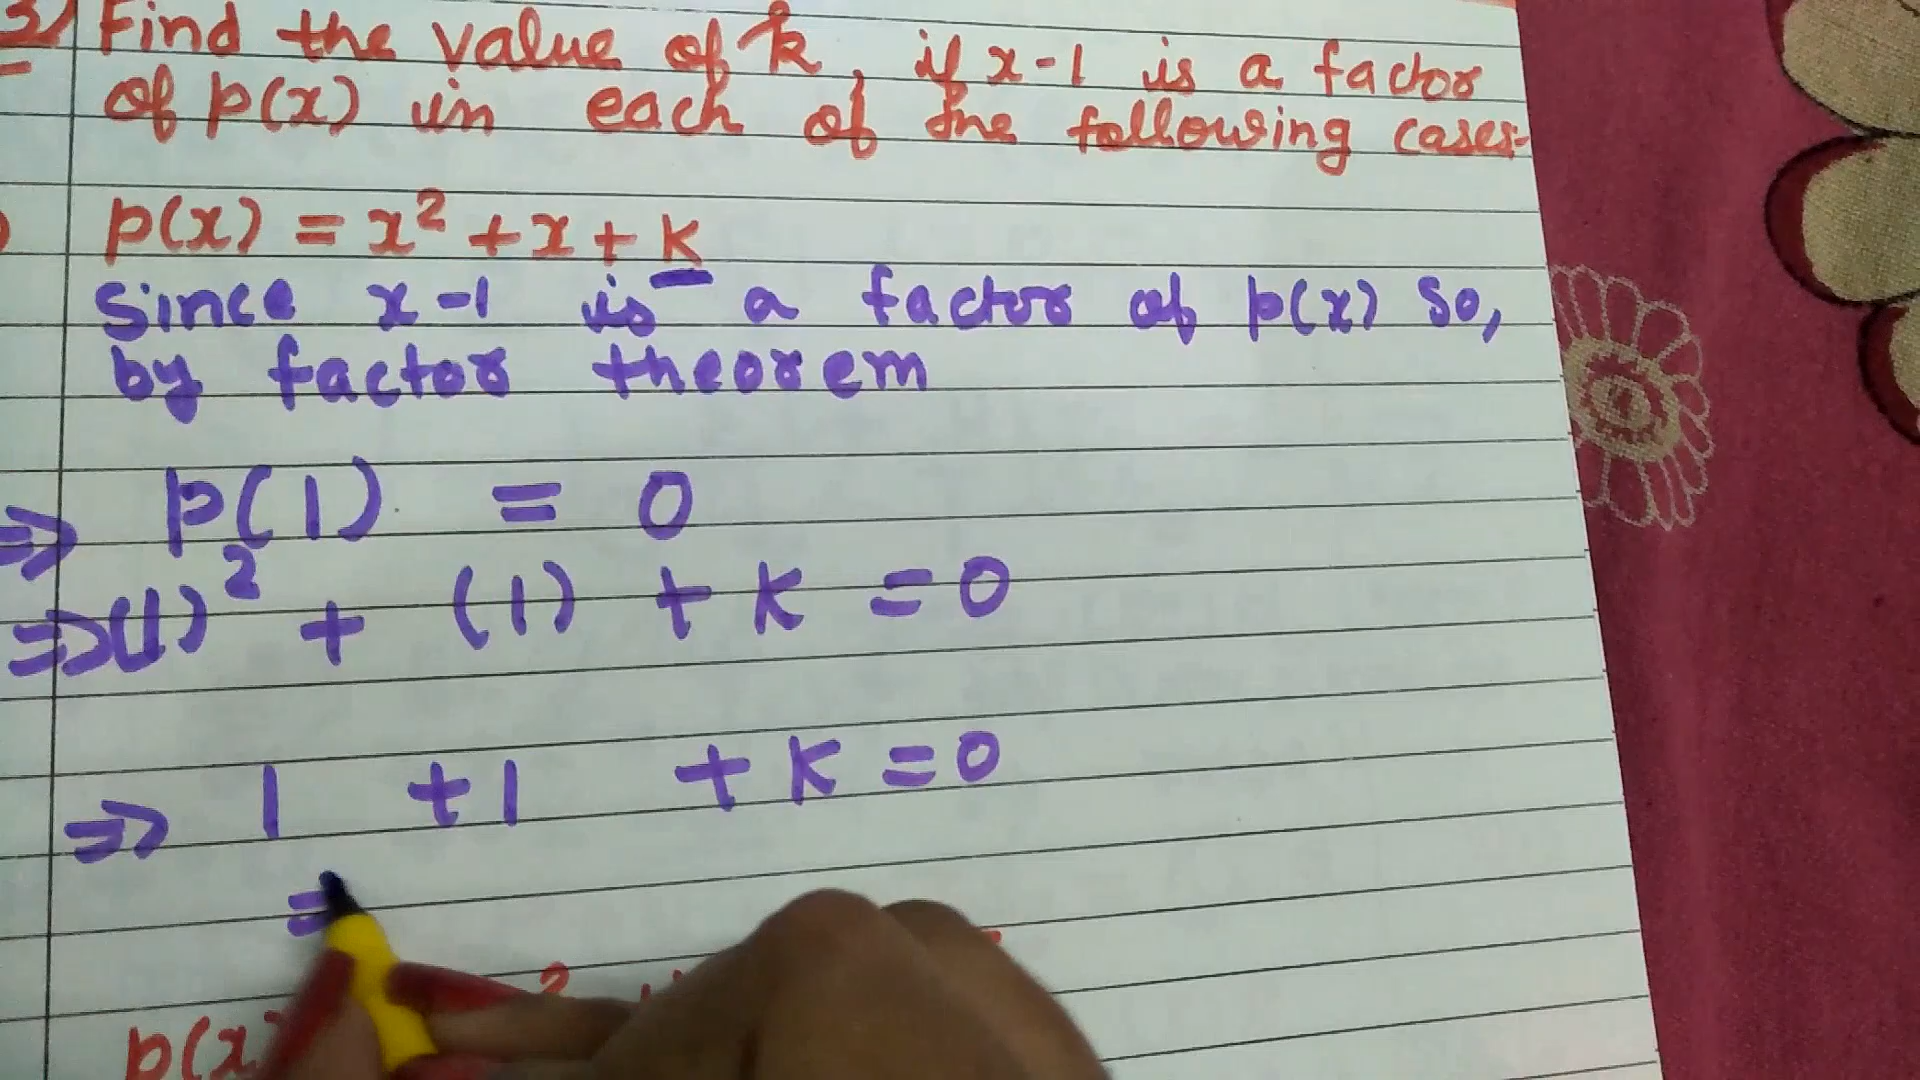 3) Find the value of k, if x-1 is a factor
of p(x) in each of the following cases-
) p(x) = x² + x + k
Since x-1 is a factor of p(x) So,
by factor theorem
⇒ p(1) = 0
⇒ (1)² + (1) + k = 0
⇒ 1 + 1 + k = 0
=
p(x) 2